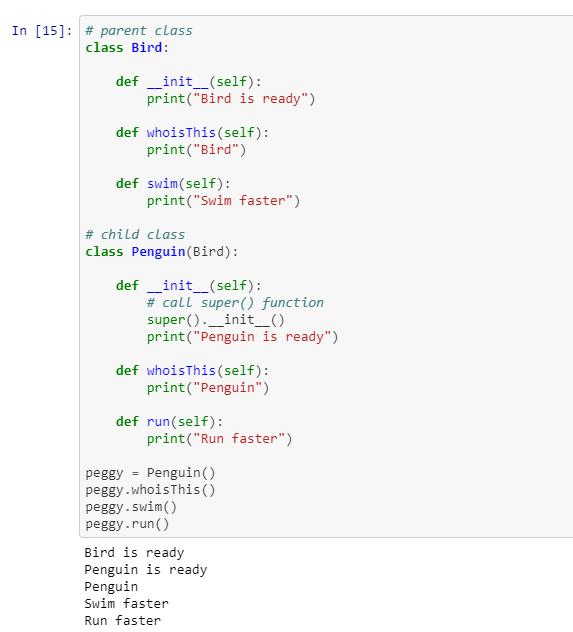 In [15]: # parent class
class Bird:
def __init__(self):
print("Bird is ready")
def whoisThis(self):
print("Bird")
def swim(self):
print("Swim faster")
# child class
class Penguin(Bird):
def __init__(self):
# call super() function
super().__init__()
print("Penguin is ready")
def whoisThis(self):
print("Penguin")
def run(self):
print("Run faster")
peggy = Penguin()
peggy.whoisThis()
peggy.swim()
peggy.run()
Bird is ready
Penguin is ready
Penguin
Swim faster
Run faster